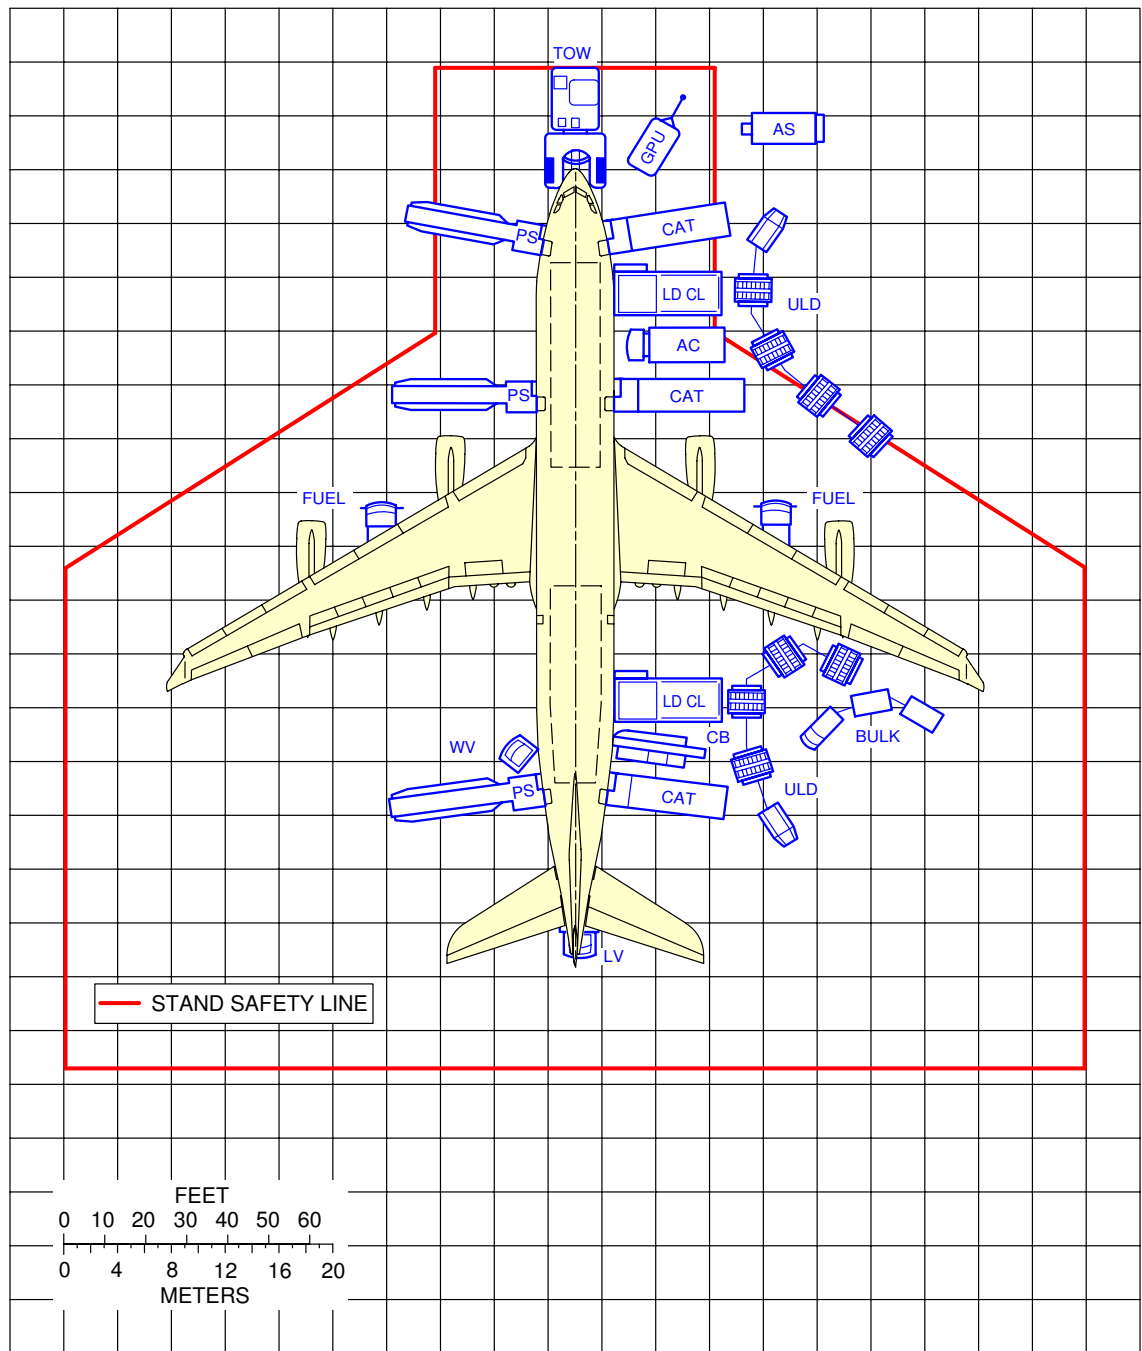 TOW
AS
GPU
PS
CAT
LD CL
ULD
AC
PS
CAT
FUEL
FUEL
LD CL
WV
CB
BULK
PS
CAT
ULD
LV
STAND SAFETY LINE
FEET
0 10 20 30 40 50 60
0 4 8 12 16 20
METERS